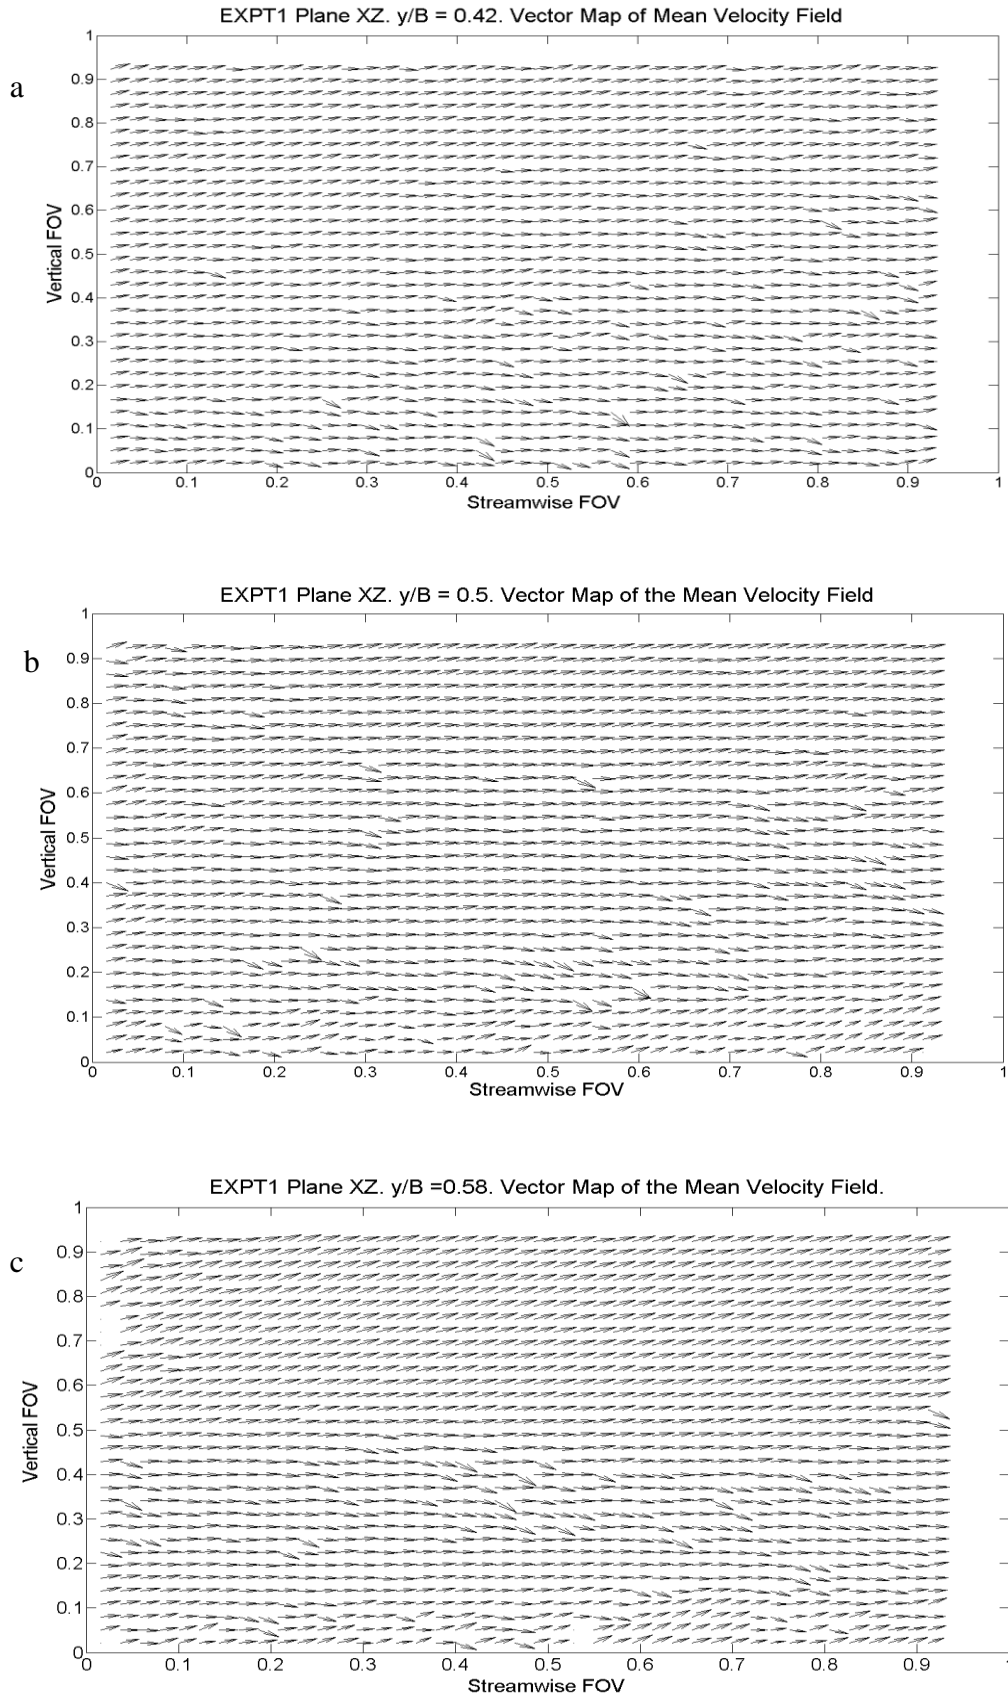 EXPT1 Plane XZ. y/B = 0.42. Vector Map of Mean Velocity Field
a
1
0.9
0.8
0.7
0.6
0.5
0.4
0.3
0.2
0.1
0
Vertical FOV
0 0.1 0.2 0.3 0.4 0.5 0.6 0.7 0.8 0.9 1
Streamwise FOV
EXPT1 Plane XZ. y/B = 0.5. Vector Map of the Mean Velocity Field
b
1
0.9
0.8
0.7
0.6
0.5
0.4
0.3
0.2
0.1
0
Vertical FOV
0 0.1 0.2 0.3 0.4 0.5 0.6 0.7 0.8 0.9 1
Streamwise FOV
EXPT1 Plane XZ. y/B =0.58. Vector Map of the Mean Velocity Field.
c
1
0.9
0.8
0.7
0.6
0.5
0.4
0.3
0.2
0.1
0
Vertical FOV
0 0.1 0.2 0.3 0.4 0.5 0.6 0.7 0.8 0.9
Streamwise FOV